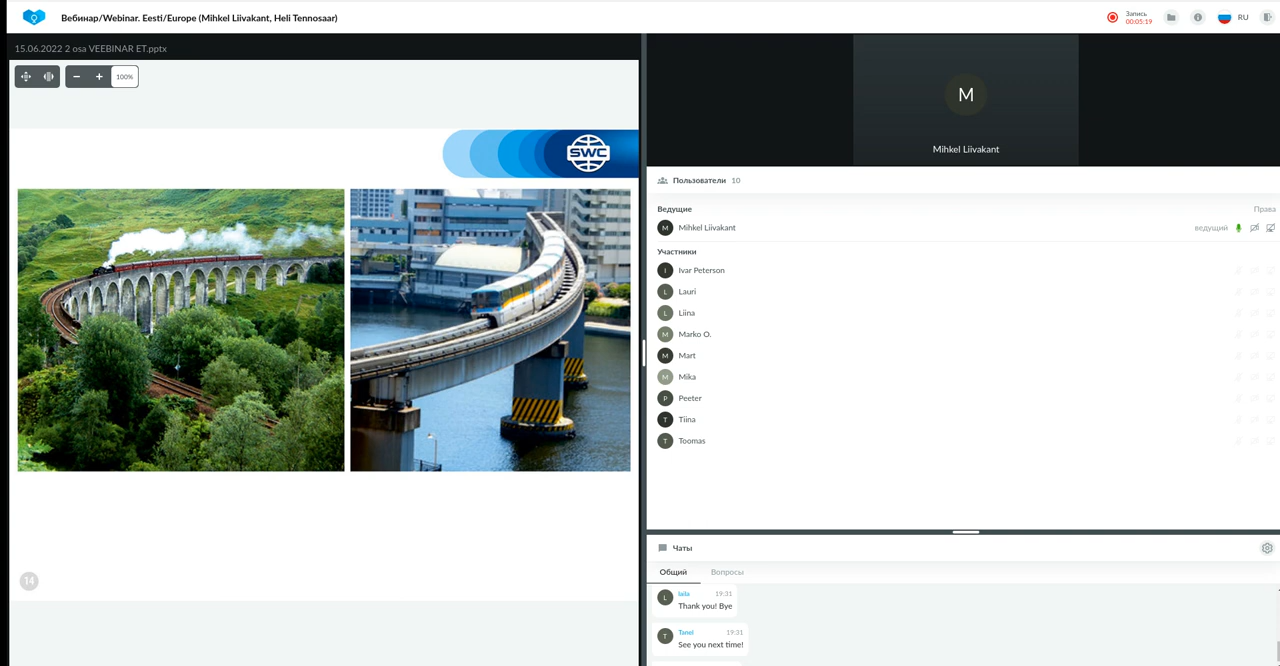 Вебинар/Webinar. Eesti/Europe (Mihkel Liivakant, Heli Tennosaar)
Запись
00:05:19
RU
15.06.2022 2 osa VEEBINAR ET.pptx
100%
SWC
14
M
Mihkel Liivakant
Пользователи 10
Ведущие Права
M Mihkel Liivakant ведущий
Участники
I Ivar Peterson
L Lauri
L Liina
M Marko O.
M Mart
M Mika
P Peeter
T Tiina
T Toomas
Чаты
Общий Вопросы
L laila 19:31
Thank you! Bye
T Tanel 19:31
See you next time!